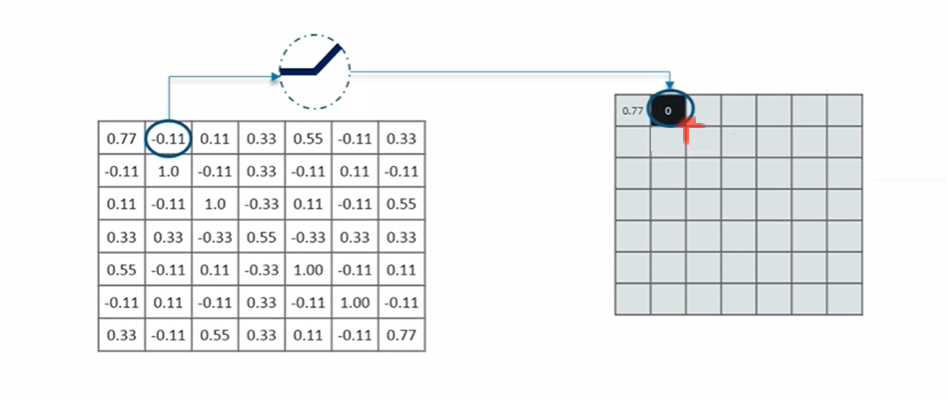 0.77 -0.11 0.11 0.33 0.55 -0.11 0.33
-0.11 1.0 -0.11 0.33 -0.11 0.11 -0.11
0.11 -0.11 1.0 -0.33 0.11 -0.11 0.55
0.33 0.33 -0.33 0.55 -0.33 0.33 0.33
0.55 -0.11 0.11 -0.33 1.00 -0.11 0.11
-0.11 0.11 -0.11 0.33 -0.11 1.00 -0.11
0.33 -0.11 0.55 0.33 0.11 -0.11 0.77
0.77 0